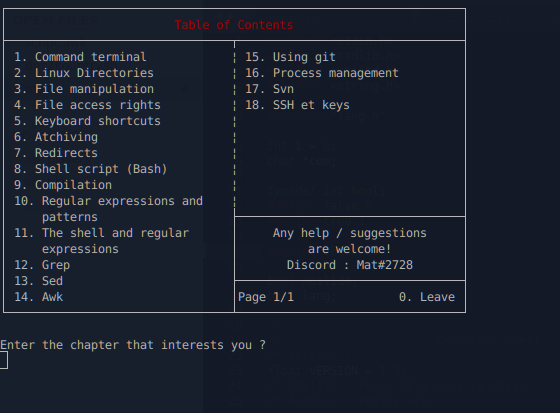 Table of Contents
1. Command terminal
2. Linux Directories
3. File manipulation
4. File access rights
5. Keyboard shortcuts
6. Atchiving
7. Redirects
8. Shell script (Bash)
9. Compilation
10. Regular expressions and
patterns
11. The shell and regular
expressions
12. Grep
13. Sed
14. Awk
15. Using git
16. Process management
17. Svn
18. SSH et keys
Any help / suggestions
are welcome!
Discord : Mat#2728
Page 1/1
0. Leave
Enter the chapter that interests you ?